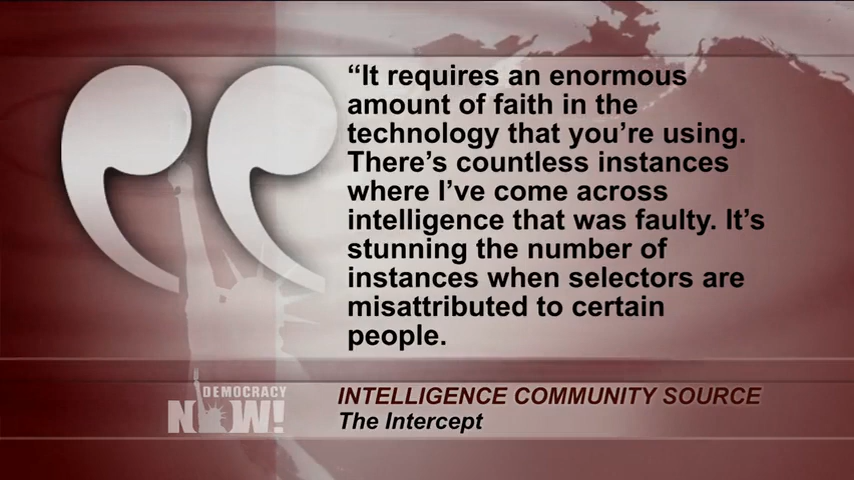 “It requires an enormous
amount of faith in the
technology that you’re using.
There’s countless instances
where I’ve come across
intelligence that was faulty. It’s
stunning the number of
instances when selectors are
misattributed to certain
people.
DEMOCRACY
NOW!
INTELLIGENCE COMMUNITY SOURCE
The Intercept